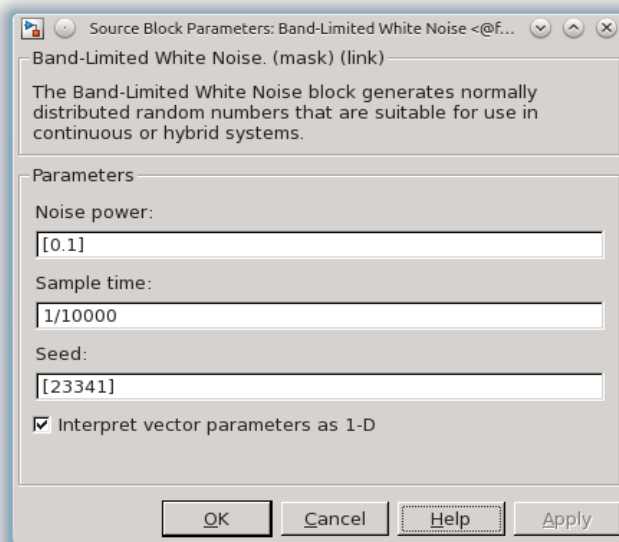 Source Block Parameters: Band-Limited White Noise <@f...
Band-Limited White Noise. (mask) (link)
The Band-Limited White Noise block generates normally
distributed random numbers that are suitable for use in
continuous or hybrid systems.
Parameters
Noise power:
[0.1]
Sample time:
1/10000
Seed:
[23341]
Interpret vector parameters as 1-D
OK Cancel Help Apply